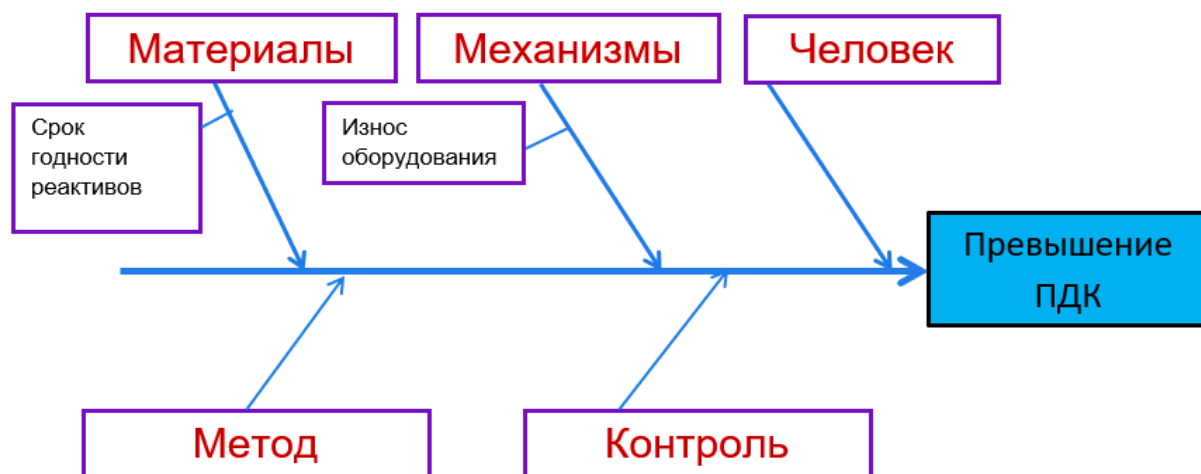 Материалы
Механизмы
Человек
Срок
годности
реактивов
Износ
оборудования
Превышение
ПДК
Метод
Контроль